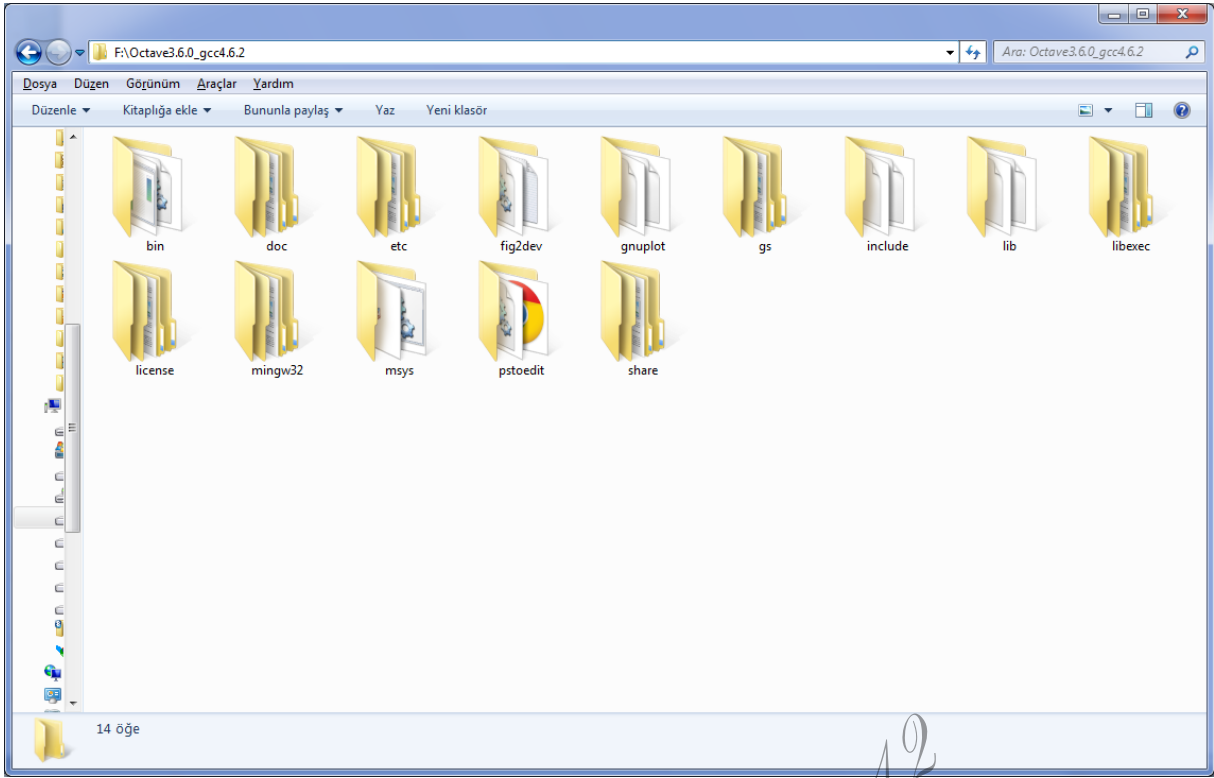 F:\Octave3.6.0_gcc4.6.2
Ara: Octave3.6.0_gcc4.6.2
Dosya Düzen Görünüm Araçlar Yardım
Düzenle Kitaplığa ekle Bununla paylaş Yaz Yeni klasör
bin doc etc fig2dev gnuplot gs include lib libexec
license mingw32 msys pstoedit share
14 öğe